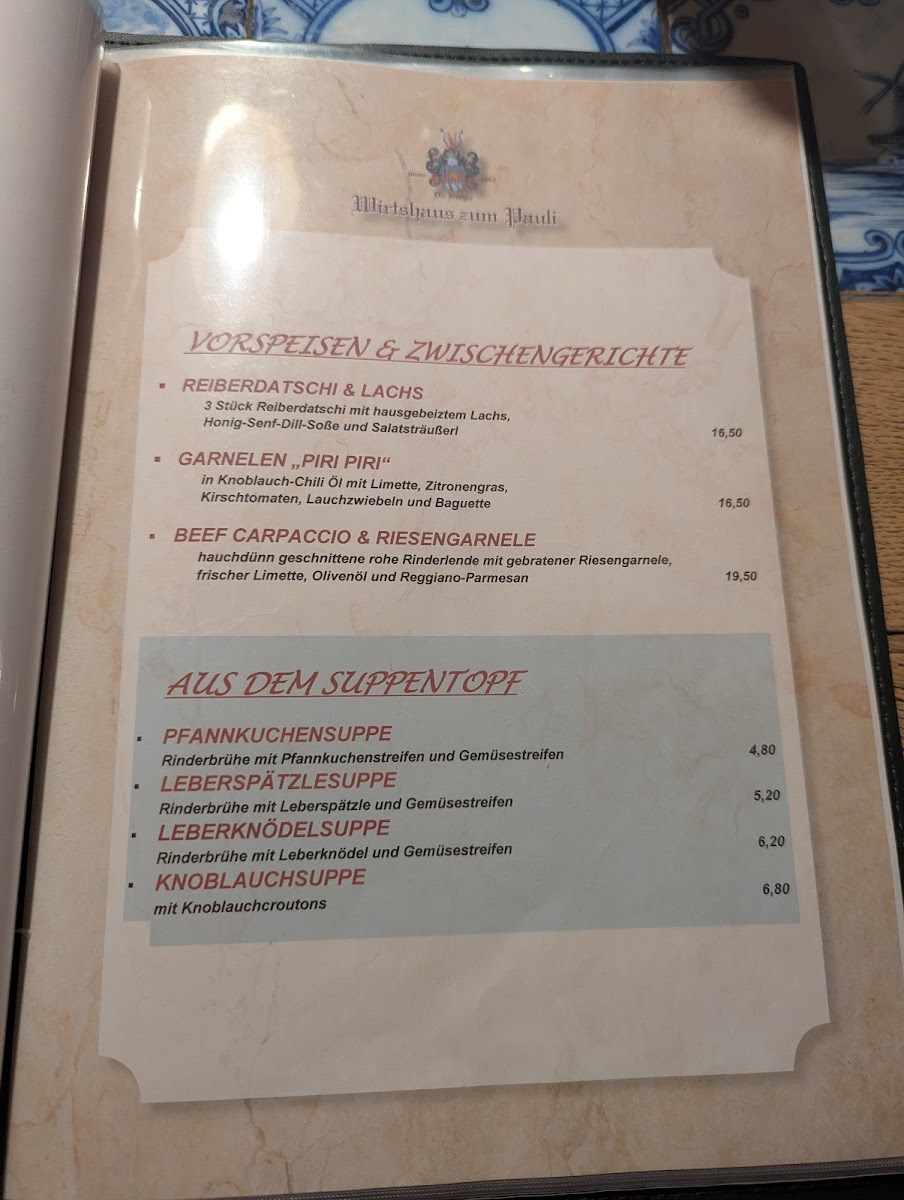 Wirtshaus zum Pauli
VORSPEISEN & ZWISCHENGERICHTE
▪ REIBERDATSCHI & LACHS
3 Stück Reiberdatschi mit hausgebeiztem Lachs,
Honig-Senf-Dill-Soße und Salatsträußerl 16,50
▪ GARNELEN „PIRI PIRI“
in Knoblauch-Chili Öl mit Limette, Zitronengras,
Kirschtomaten, Lauchzwiebeln und Baguette 16,50
▪ BEEF CARPACCIO & RIESENGARNELE
hauchdünn geschnittene rohe Rinderlende mit gebratener Riesengarnele,
frischer Limette, Olivenöl und Reggiano-Parmesan 19,50
AUS DEM SUPPENTOPF
▪ PFANNKUCHENSUPPE
Rinderbrühe mit Pfannkuchenstreifen und Gemüsestreifen 4,80
▪ LEBERSPÄTZLESUPPE
Rinderbrühe mit Leberspätzle und Gemüsestreifen 5,20
▪ LEBERKNÖDELSUPPE
Rinderbrühe mit Leberknödel und Gemüsestreifen 6,20
▪ KNOBLAUCHSUPPE
mit Knoblauchcroutons 6,80